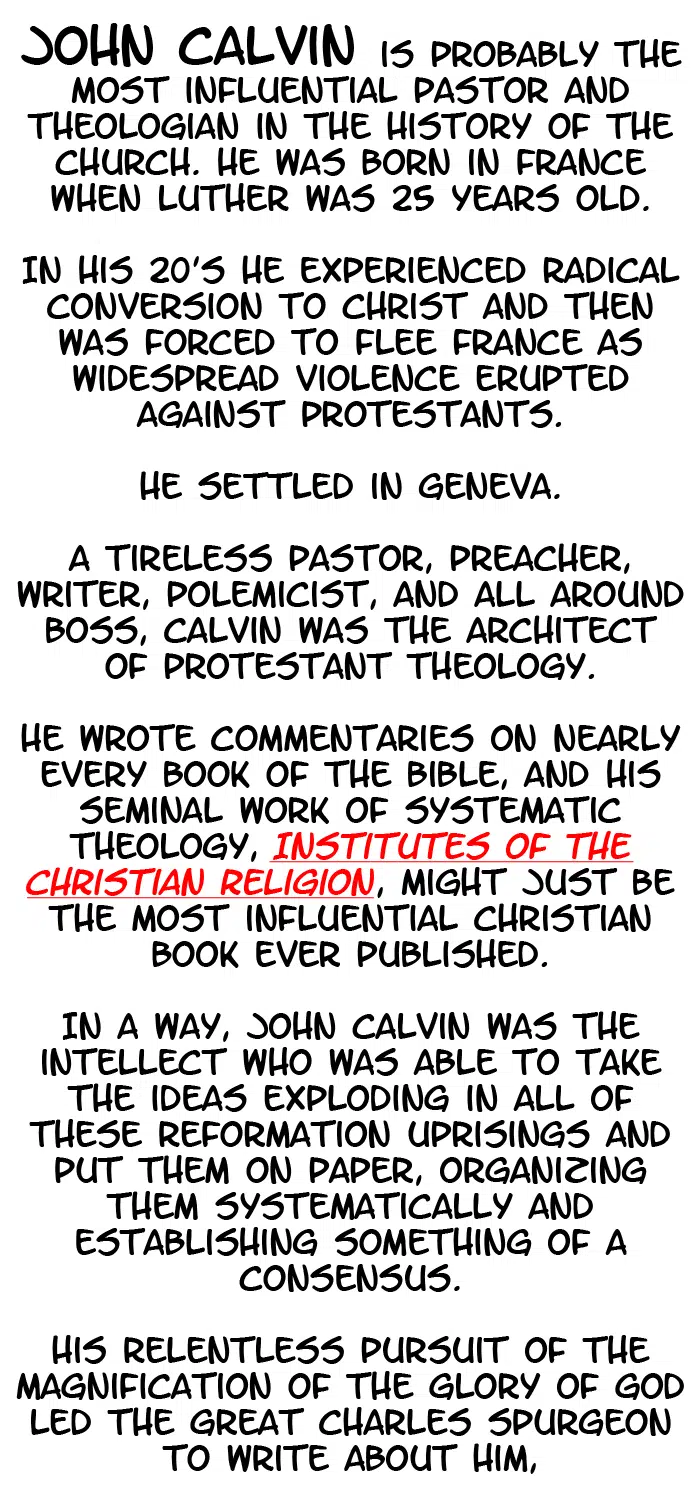 JOHN CALVIN IS PROBABLY THE
MOST INFLUENTIAL PASTOR AND
THEOLOGIAN IN THE HISTORY OF THE
CHURCH. HE WAS BORN IN FRANCE
WHEN LUTHER WAS 25 YEARS OLD.
IN HIS 20'S HE EXPERIENCED RADICAL
CONVERSION TO CHRIST AND THEN
WAS FORCED TO FLEE FRANCE AS
WIDESPREAD VIOLENCE ERUPTED
AGAINST PROTESTANTS.
HE SETTLED IN GENEVA.
A TIRELESS PASTOR, PREACHER,
WRITER, POLEMICIST, AND ALL AROUND
BOSS, CALVIN WAS THE ARCHITECT
OF PROTESTANT THEOLOGY.
HE WROTE COMMENTARIES ON NEARLY
EVERY BOOK OF THE BIBLE, AND HIS
SEMINAL WORK OF SYSTEMATIC
THEOLOGY, INSTITUTES OF THE
CHRISTIAN RELIGION, MIGHT JUST BE
THE MOST INFLUENTIAL CHRISTIAN
BOOK EVER PUBLISHED.
IN A WAY, JOHN CALVIN WAS THE
INTELLECT WHO WAS ABLE TO TAKE
THE IDEAS EXPLODING IN ALL OF
THESE REFORMATION UPRISINGS AND
PUT THEM ON PAPER, ORGANIZING
THEM SYSTEMATICALLY AND
ESTABLISHING SOMETHING OF A
CONSENSUS.
HIS RELENTLESS PURSUIT OF THE
MAGNIFICATION OF THE GLORY OF GOD
LED THE GREAT CHARLES SPURGEON
TO WRITE ABOUT HIM,